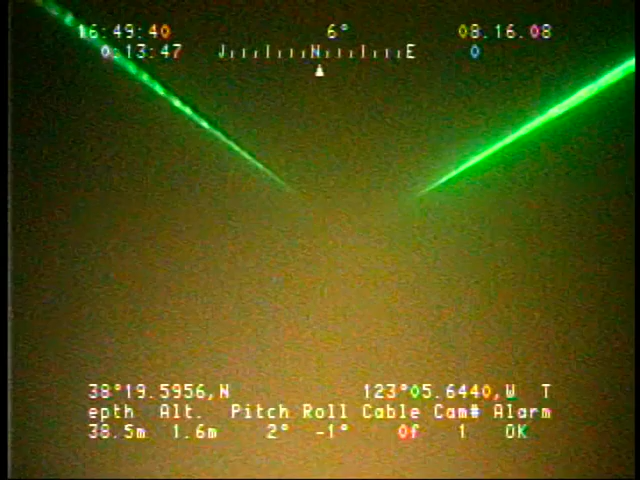 16:49:40 6° 08.16.08
0:13:47 N E 0
38°19.5956,N 123°05.6440,W T
epth Alt. Pitch Roll Cable Cam# Alarm
38.5m 1.6m 2° -1° 0f 1 OK